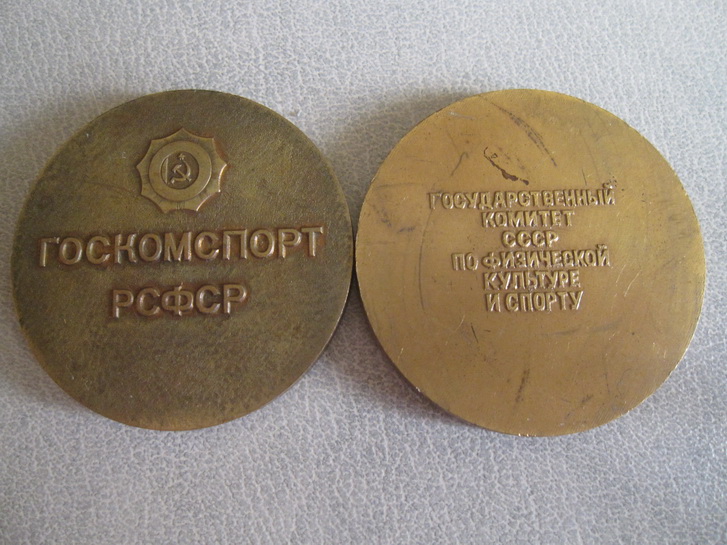 ГОСКОМСПОРТ
РСФСР
ГОСУДАРСТВЕННЫЙ
КОМИТЕТ
СССР
ПО ФИЗИЧЕСКОЙ
КУЛЬТУРЕ
И СПОРТУ